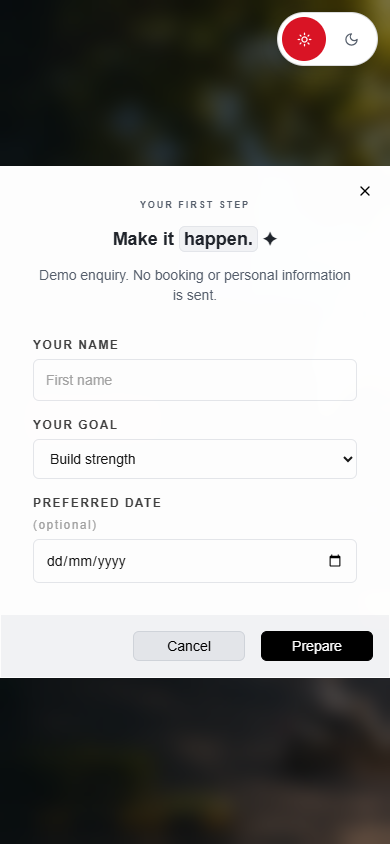 YOUR FIRST STEP
Make it happen. ✦
Demo enquiry. No booking or personal information
is sent.
YOUR NAME
First name
YOUR GOAL
Build strength
PREFERRED DATE
(optional)
dd/mm/yyyy
Cancel
Prepare